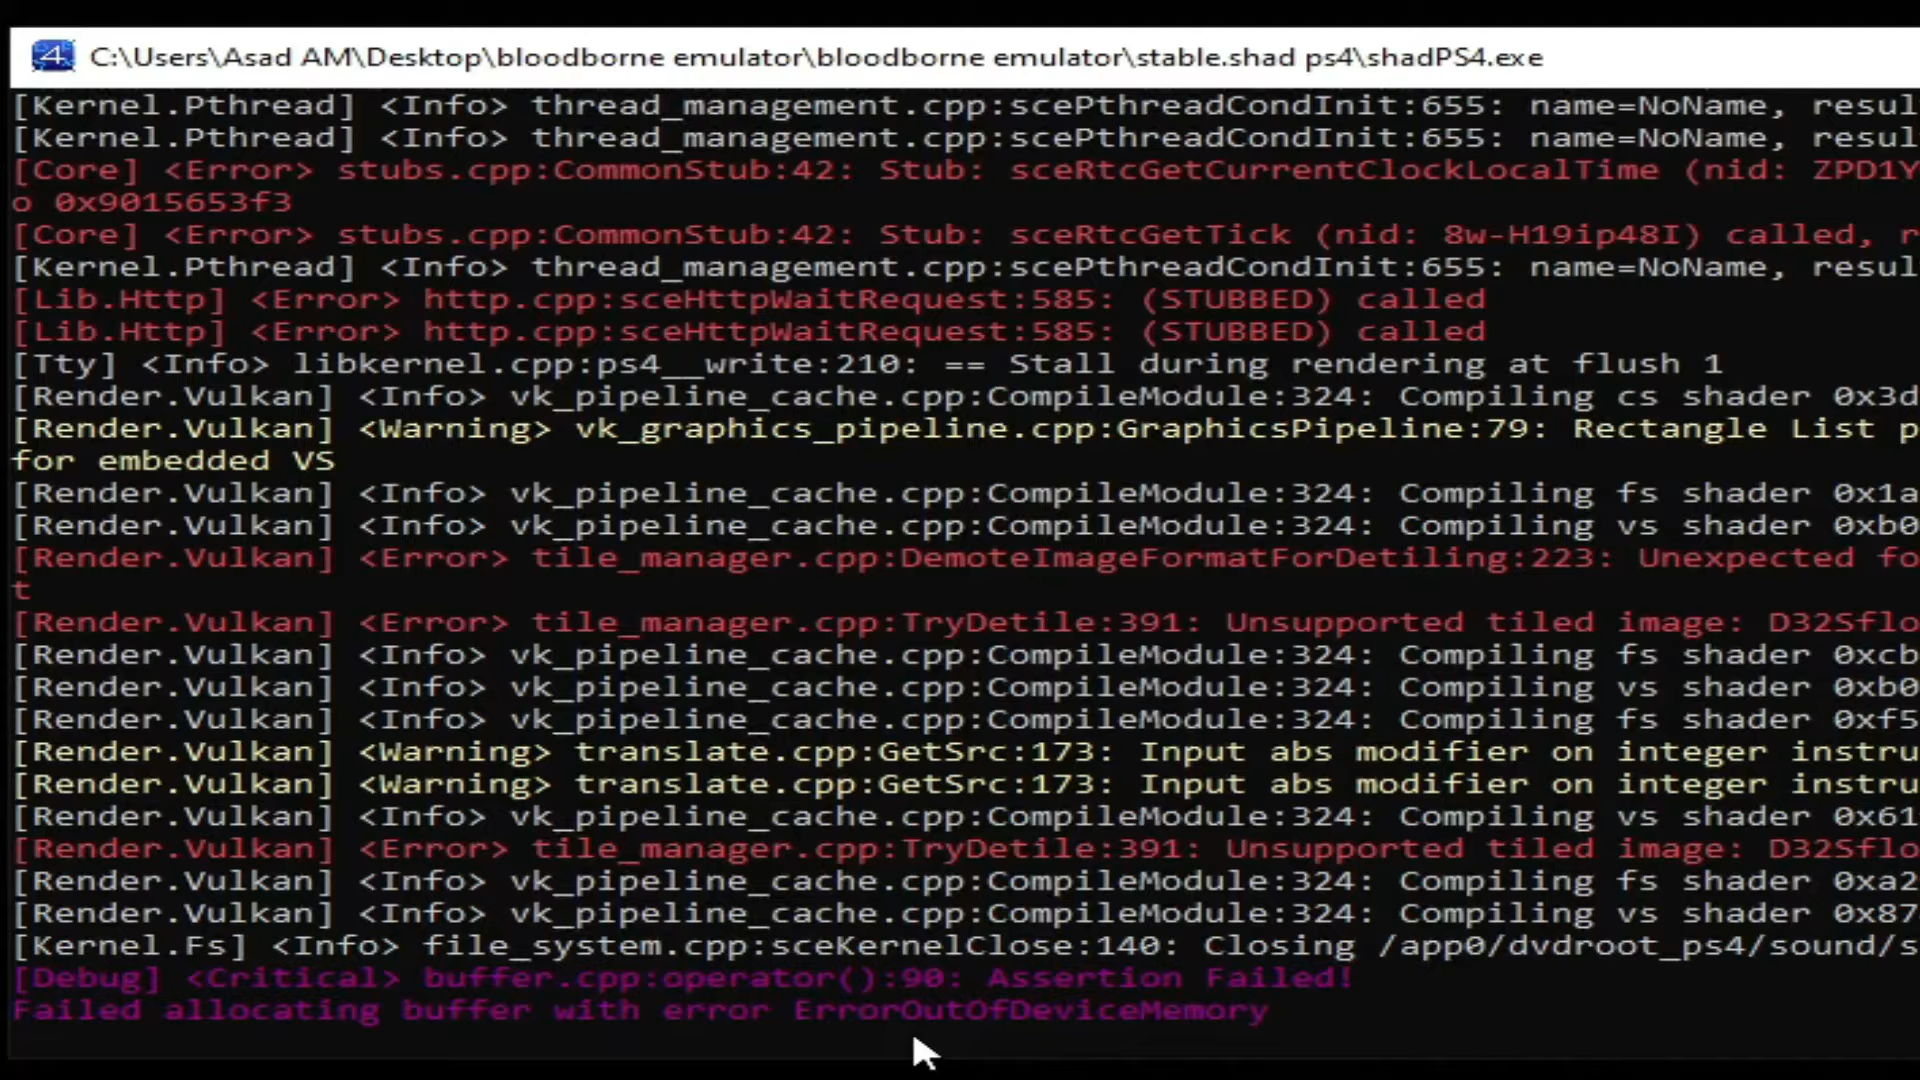 C:\Users\Asad AM\Desktop\bloodborne emulator\bloodborne emulator\stable.shad ps4\shadPS4.exe
[Kernel.Pthread] <Info> thread_management.cpp:scePthreadCondInit:655: name=NoName, resul
[Kernel.Pthread] <Info> thread_management.cpp:scePthreadCondInit:655: name=NoName, resul
[Core] <Error> stubs.cpp:CommonStub:42: Stub: sceRtcGetCurrentClockLocalTime (nid: ZPD1Y
o 0x9015653f3
[Core] <Error> stubs.cpp:CommonStub:42: Stub: sceRtcGetTick (nid: 8w-H19ip48I) called, r
[Kernel.Pthread] <Info> thread_management.cpp:scePthreadCondInit:655: name=NoName, resul
[Lib.Http] <Error> http.cpp:sceHttpWaitRequest:585: (STUBBED) called
[Lib.Http] <Error> http.cpp:sceHttpWaitRequest:585: (STUBBED) called
[Tty] <Info> libkernel.cpp:ps4__write:210: == Stall during rendering at flush 1
[Render.Vulkan] <Info> vk_pipeline_cache.cpp:CompileModule:324: Compiling cs shader 0x3d
[Render.Vulkan] <Warning> vk_graphics_pipeline.cpp:GraphicsPipeline:79: Rectangle List p
for embedded VS
[Render.Vulkan] <Info> vk_pipeline_cache.cpp:CompileModule:324: Compiling fs shader 0x1a
[Render.Vulkan] <Info> vk_pipeline_cache.cpp:CompileModule:324: Compiling vs shader 0xb0
[Render.Vulkan] <Error> tile_manager.cpp:DemoteImageFormatForDetiling:223: Unexpected fo
t
[Render.Vulkan] <Error> tile_manager.cpp:TryDetile:391: Unsupported tiled image: D32Sflo
[Render.Vulkan] <Info> vk_pipeline_cache.cpp:CompileModule:324: Compiling fs shader 0xcb
[Render.Vulkan] <Info> vk_pipeline_cache.cpp:CompileModule:324: Compiling vs shader 0xb0
[Render.Vulkan] <Info> vk_pipeline_cache.cpp:CompileModule:324: Compiling fs shader 0xf5
[Render.Vulkan] <Warning> translate.cpp:GetSrc:173: Input abs modifier on integer instru
[Render.Vulkan] <Warning> translate.cpp:GetSrc:173: Input abs modifier on integer instru
[Render.Vulkan] <Info> vk_pipeline_cache.cpp:CompileModule:324: Compiling vs shader 0x61
[Render.Vulkan] <Error> tile_manager.cpp:TryDetile:391: Unsupported tiled image: D32Sflo
[Render.Vulkan] <Info> vk_pipeline_cache.cpp:CompileModule:324: Compiling fs shader 0xa2
[Render.Vulkan] <Info> vk_pipeline_cache.cpp:CompileModule:324: Compiling vs shader 0x87
[Kernel.Fs] <Info> file_system.cpp:sceKernelClose:140: Closing /app0/dvdroot_ps4/sound/s
[Debug] <Critical> buffer.cpp:operator():90: Assertion Failed!
Failed allocating buffer with error ErrorOutOfDeviceMemory